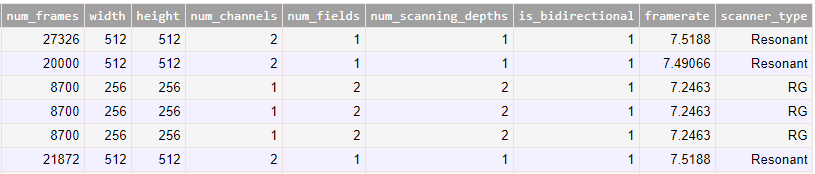 num_frames width height num_channels num_fields num_scanning_depths is_bidirectional framerate scanner_type
27326 512 512 2 1 1 1 7.5188 Resonant
20000 512 512 2 1 1 1 7.49066 Resonant
8700 256 256 1 2 2 1 7.2463 RG
8700 256 256 1 2 2 1 7.2463 RG
8700 256 256 1 2 2 1 7.2463 RG
21872 512 512 2 1 1 1 7.5188 Resonant